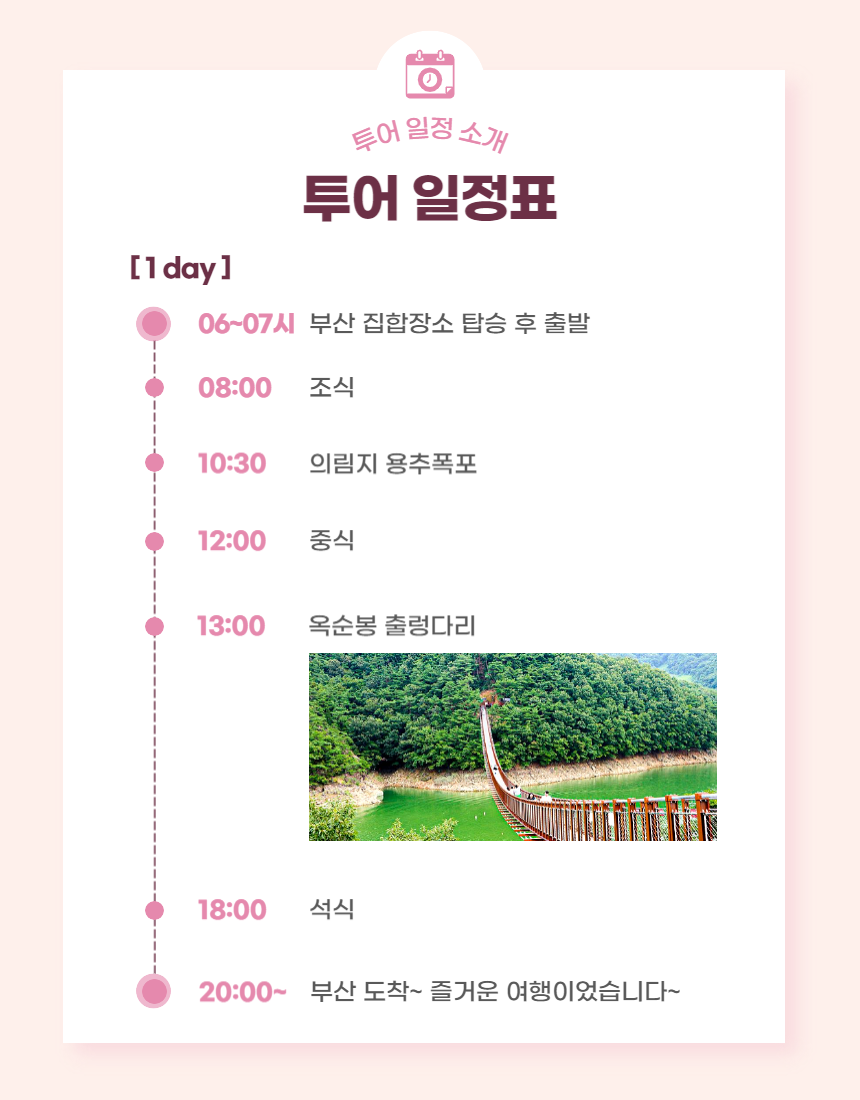 투어 일정 소개
투어 일정표
[ 1 day ]
06~07시 부산 집합장소 탑승 후 출발
08:00 조식
10:30 의림지 용추폭포
12:00 중식
13:00 옥순봉 출렁다리
18:00 석식
20:00~ 부산 도착~ 즐거운 여행이었습니다~